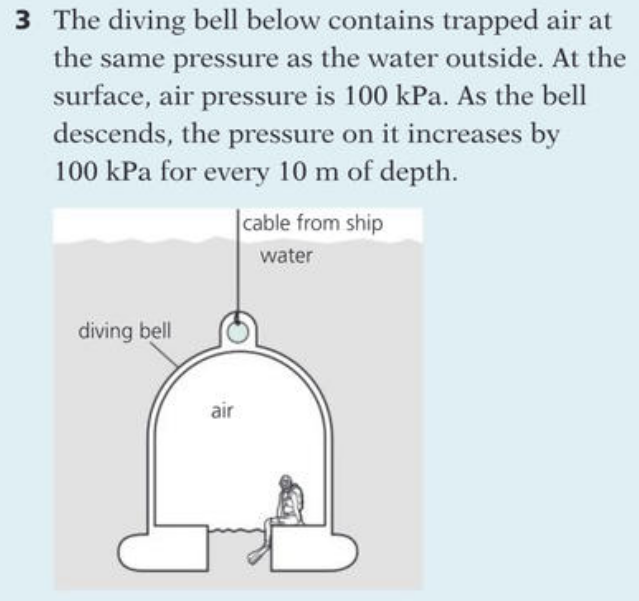 3 The diving bell below contains trapped air at
the same pressure as the water outside. At the
surface, air pressure is 100 kPa. As the bell
descends, the pressure on it increases by
100 kPa for every 10 m of depth.
cable from ship
water
diving bell
air